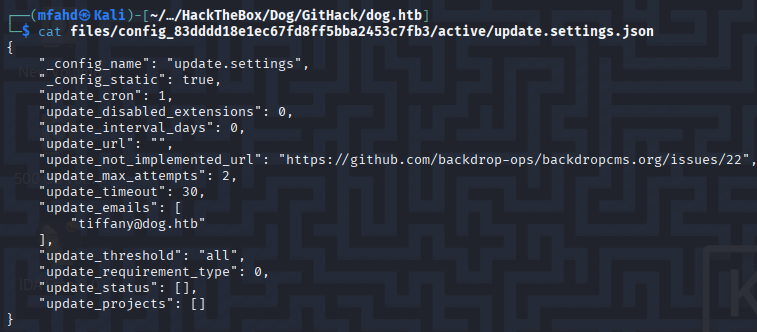 ┌──(mfahd㉿Kali)-[~/…/HackTheBox/Dog/GitHack/dog.htb]
└─$ cat files/config_83dddd18e1ec67fd8ff5bba2453c7fb3/active/update.settings.json
{
    "_config_name": "update.settings",
    "_config_static": true,
    "update_cron": 1,
    "update_disabled_extensions": 0,
    "update_interval_days": 0,
    "update_url": "",
    "update_not_implemented_url": "https://github.com/backdrop-ops/backdropcms.org/issues/22",
    "update_max_attempts": 2,
    "update_timeout": 30,
    "update_emails": [
        "tiffany@dog.htb"
    ],
    "update_threshold": "all",
    "update_requirement_type": 0,
    "update_status": [],
    "update_projects": []
}